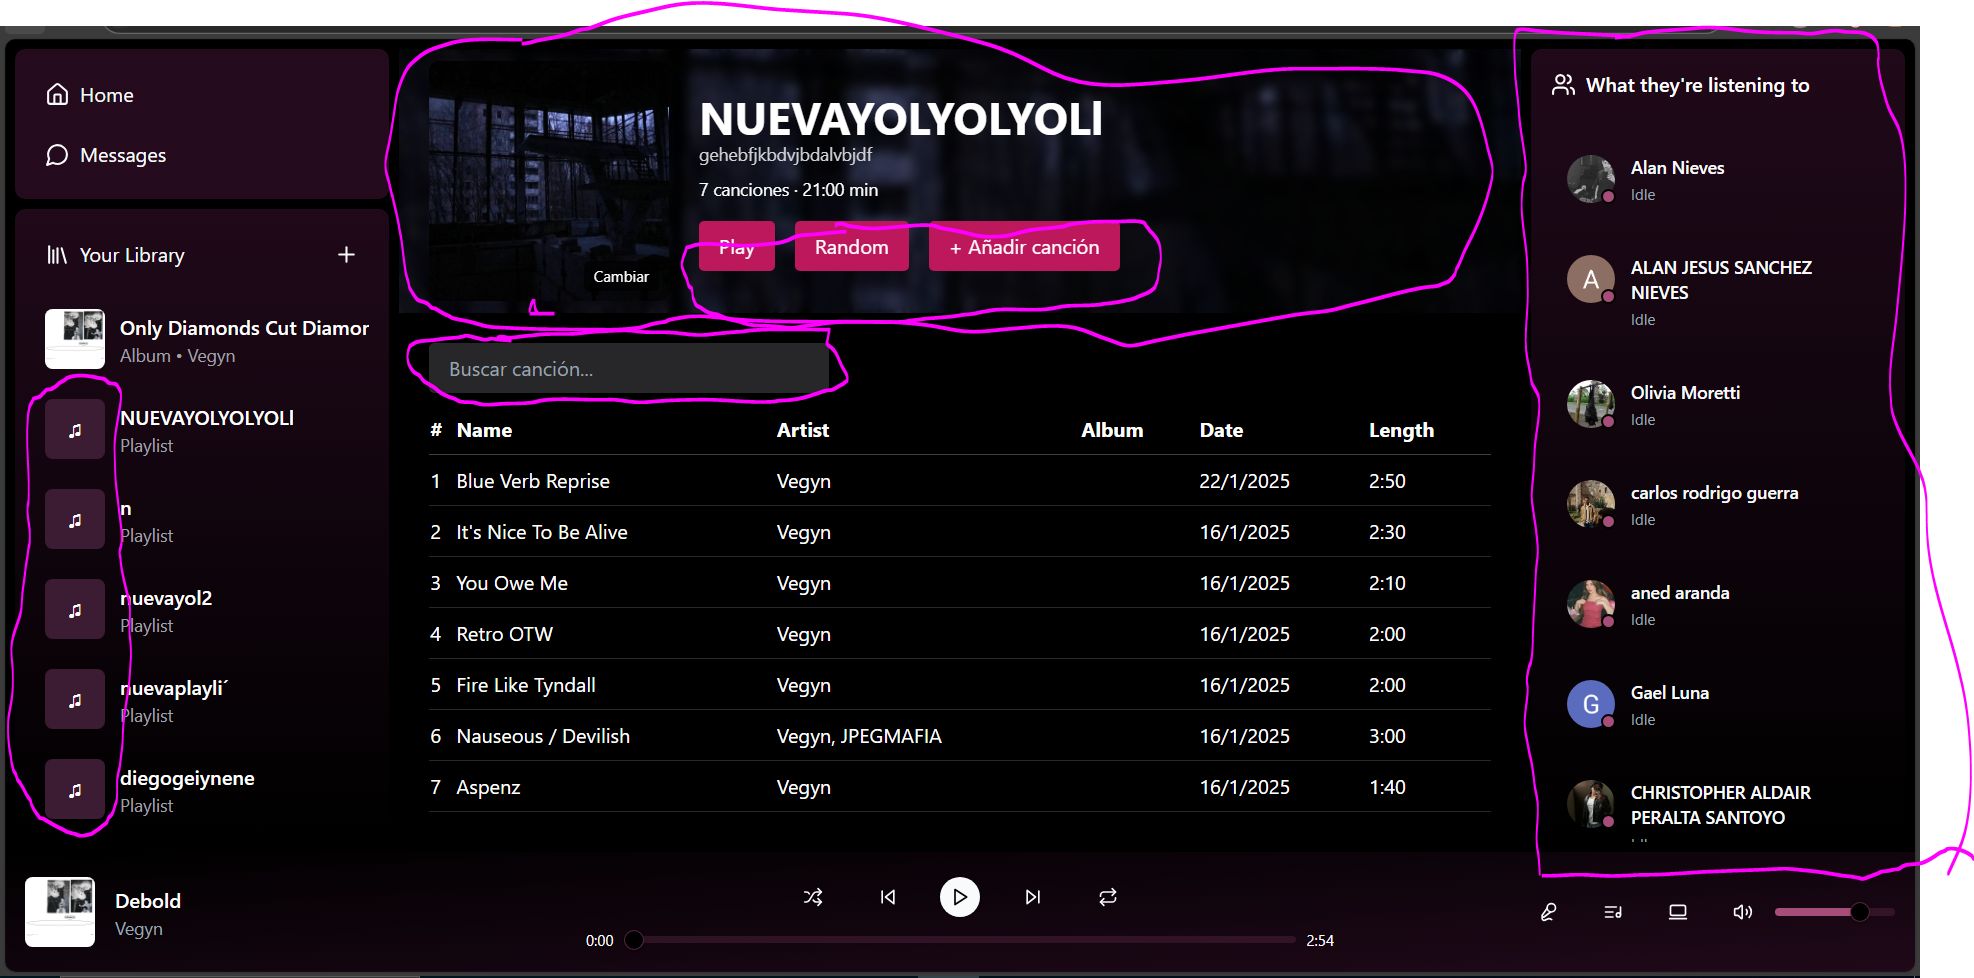 Home
Messages
Your Library
Only Diamonds Cut Diamor
Album • Vegyn
NUEVAYOLYOLYOLl
Playlist
n
Playlist
nuevayol2
Playlist
nuevaplayli´
Playlist
diegogeiynene
Playlist
NUEVAYOLYOLYOLl
gehebfjkbdvjbdalvbjdf
7 canciones · 21:00 min
Play Random + Añadir canción
Cambiar
Buscar canción...
# Name Artist Album Date Length
1 Blue Verb Reprise Vegyn 22/1/2025 2:50
2 It's Nice To Be Alive Vegyn 16/1/2025 2:30
3 You Owe Me Vegyn 16/1/2025 2:10
4 Retro OTW Vegyn 16/1/2025 2:00
5 Fire Like Tyndall Vegyn 16/1/2025 2:00
6 Nauseous / Devilish Vegyn, JPEGMAFIA 16/1/2025 3:00
7 Aspenz Vegyn 16/1/2025 1:40
What they're listening to
Alan Nieves
Idle
A
ALAN JESUS SANCHEZ
NIEVES
Idle
Olivia Moretti
Idle
carlos rodrigo guerra
Idle
aned aranda
Idle
G
Gael Luna
Idle
CHRISTOPHER ALDAIR
PERALTA SANTOYO
Debold
Vegyn
0:00
2:54